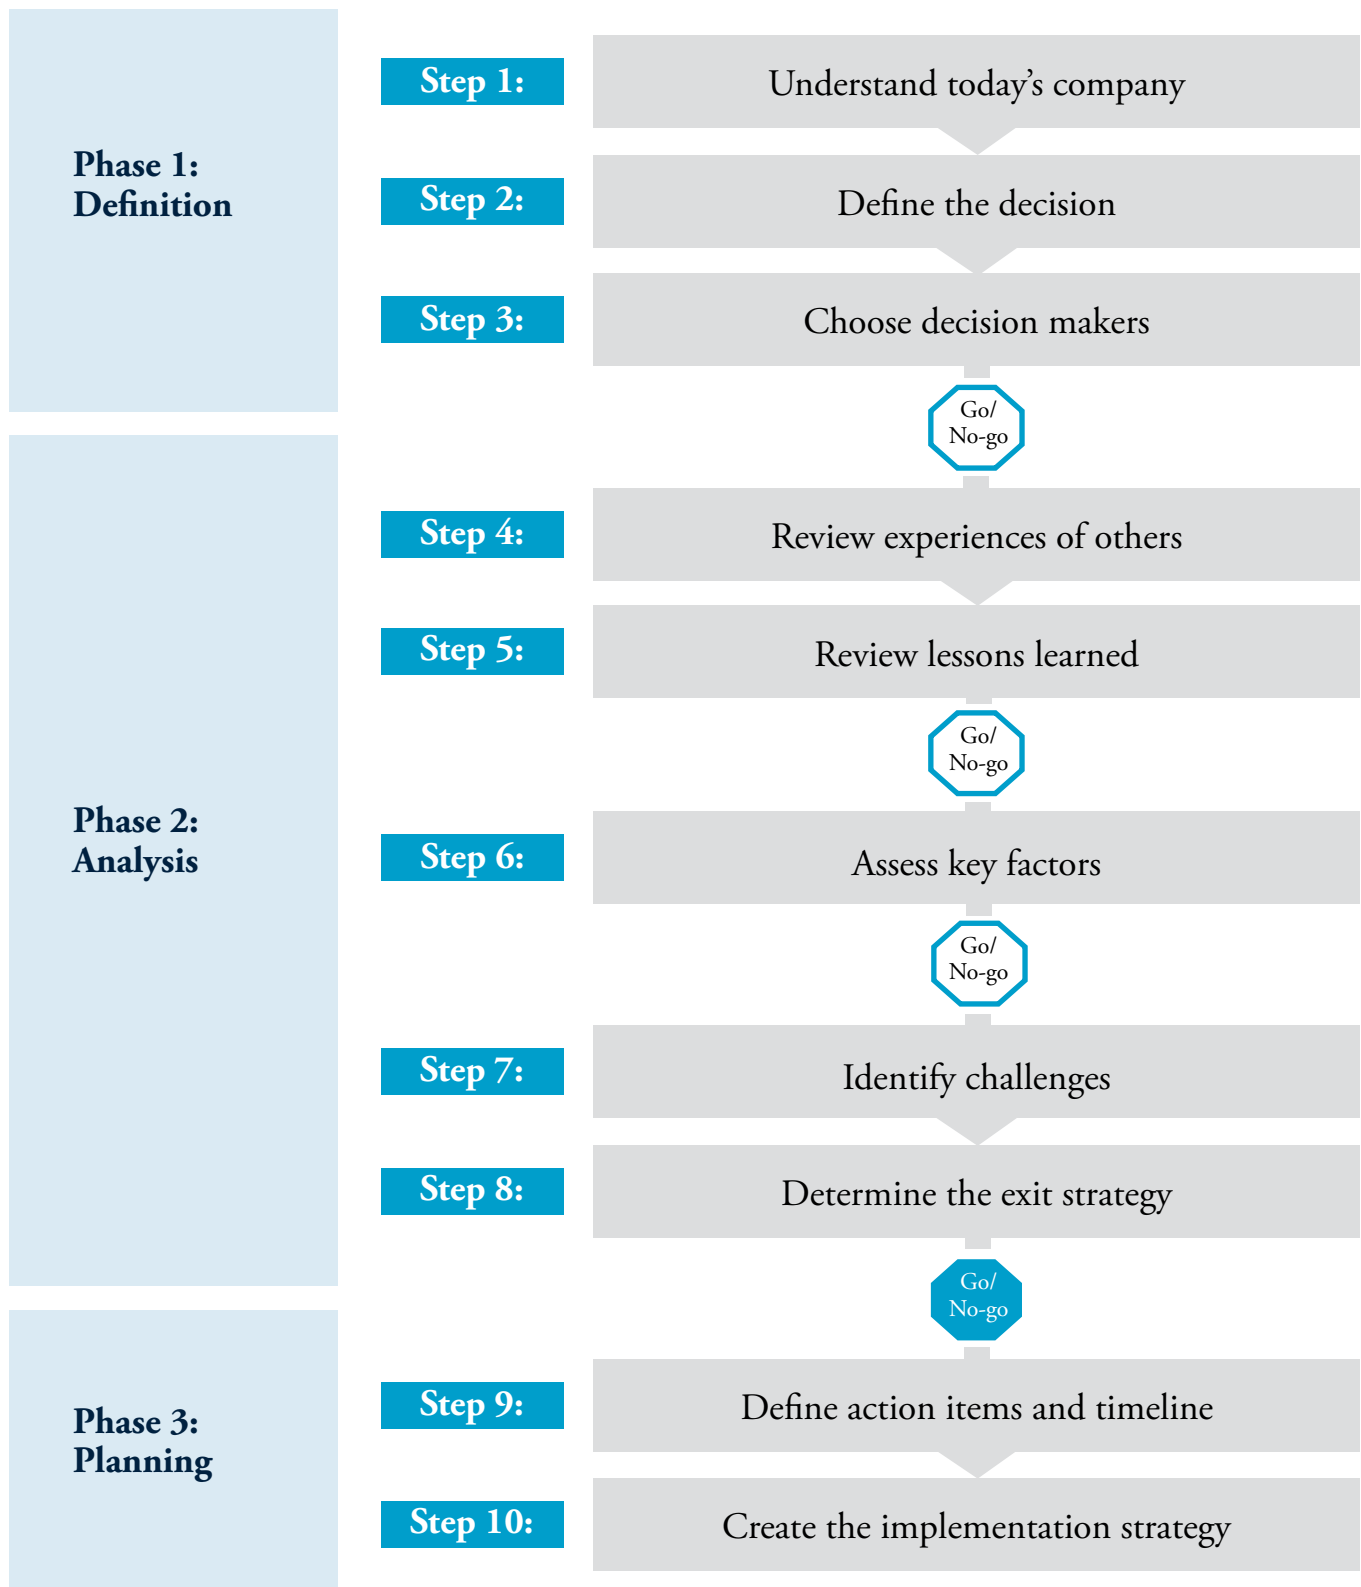 Phase 1:
Definition
Step 1:
Understand today’s company
Step 2:
Define the decision
Step 3:
Choose decision makers
Go/
No-go
Phase 2:
Analysis
Step 4:
Review experiences of others
Step 5:
Review lessons learned
Go/
No-go
Step 6:
Assess key factors
Go/
No-go
Step 7:
Identify challenges
Step 8:
Determine the exit strategy
Go/
No-go
Phase 3:
Planning
Step 9:
Define action items and timeline
Step 10:
Create the implementation strategy